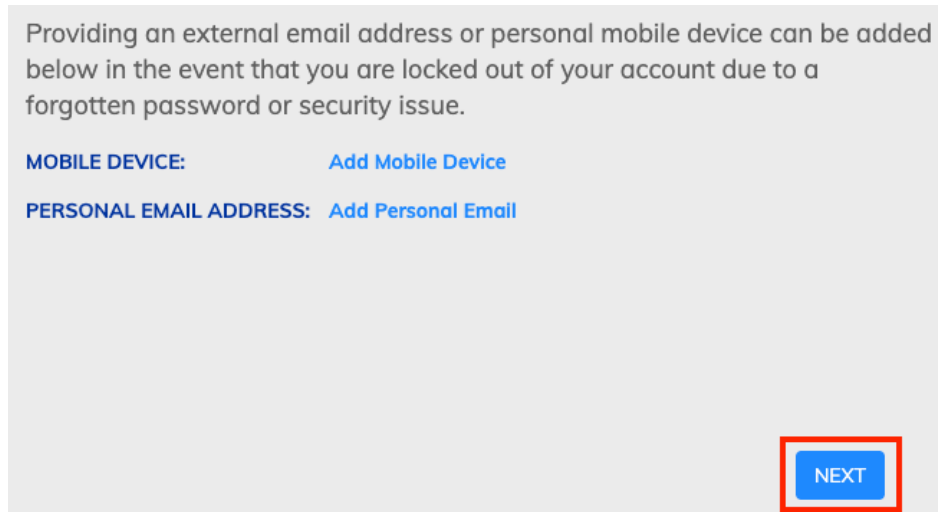 Providing an external email address or personal mobile device can be added
below in the event that you are locked out of your account due to a
forgotten password or security issue.
MOBILE DEVICE: Add Mobile Device
PERSONAL EMAIL ADDRESS: Add Personal Email
NEXT